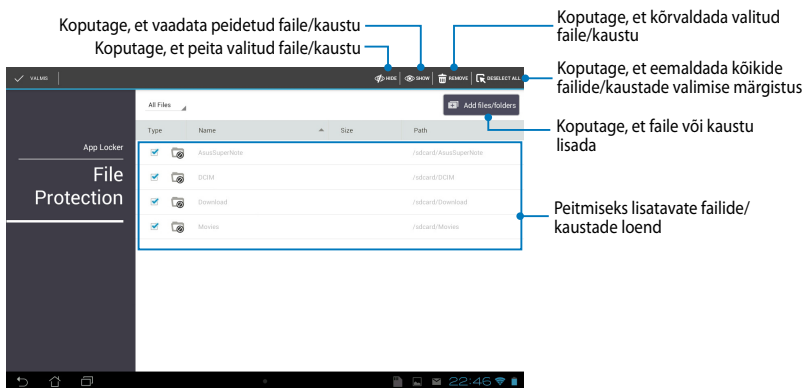 Koputage, et vaadata peidetud faile/kaustu
Koputage, et peita valitud faile/kaustu
Koputage, et kõrvaldada valitud
faile/kaustu
Koputage, et eemaldada kõikide
failide/kaustade valimise märgistus
VALMIS
HIDE
SHOW
REMOVE
DESELECT ALL
All Files
Add files/folders
Koputage, et faile või kaustu
lisada
Type Name Size Path
App Locker
File
Protection
AsusSuperNote /sdcard/AsusSuperNote
DCIM /sdcard/DCIM
Download /sdcard/Download
Movies /sdcard/Movies
Peitmiseks lisatavate failide/
kaustade loend
22:46